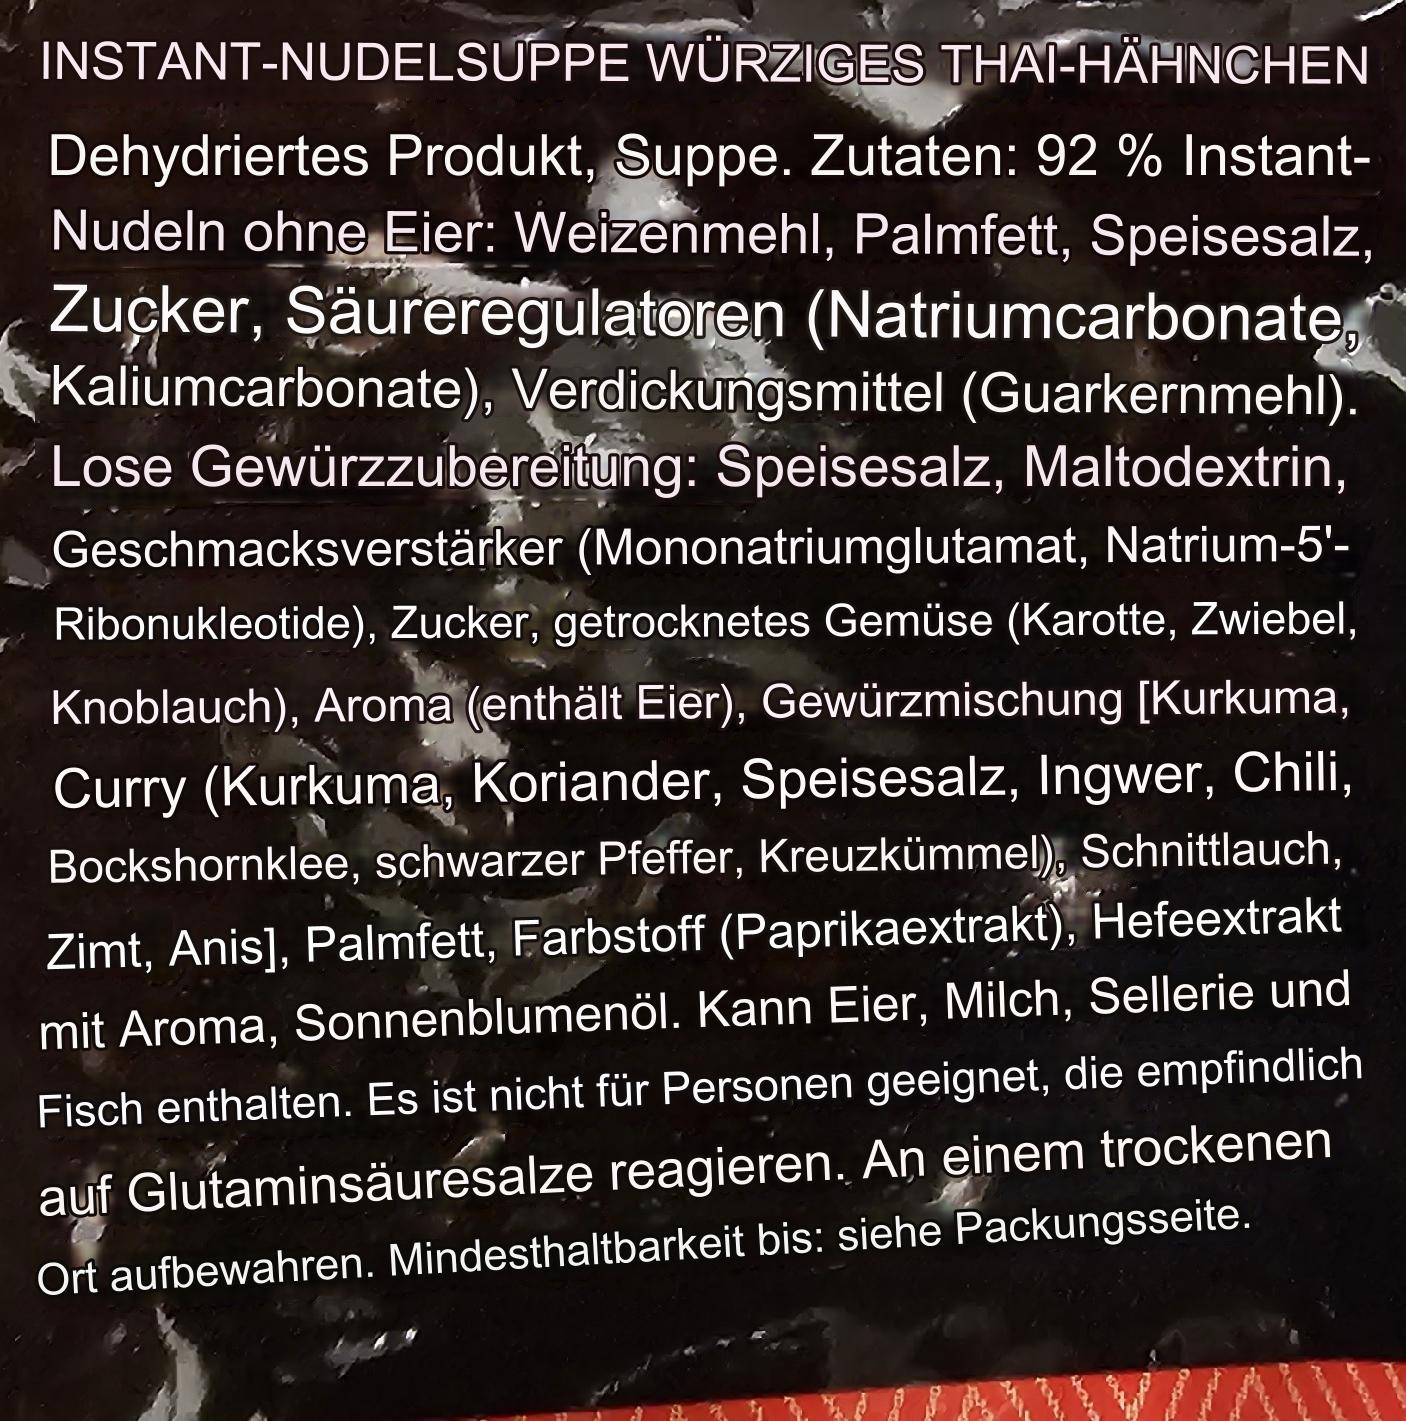 INSTANT-NUDELSUPPE WÜRZIGES THAI-HÄHNCHEN
Dehydriertes Produkt, Suppe. Zutaten: 92 % Instant-
Nudeln ohne Eier: Weizenmehl, Palmfett, Speisesalz,
Zucker, Säureregulatoren (Natriumcarbonate,
Kaliumcarbonate), Verdickungsmittel (Guarkernmehl).
Lose Gewürzzubereitung: Speisesalz, Maltodextrin,
Geschmacksverstärker (Mononatriumglutamat, Natrium-5'-
Ribonukleotide), Zucker, getrocknetes Gemüse (Karotte, Zwiebel,
Knoblauch), Aroma (enthält Eier), Gewürzmischung [Kurkuma,
Curry (Kurkuma, Koriander, Speisesalz, Ingwer, Chili,
Bockshornklee, schwarzer Pfeffer, Kreuzkümmel), Schnittlauch,
Zimt, Anis], Palmfett, Farbstoff (Paprikaextrakt), Hefeextrakt
mit Aroma, Sonnenblumenöl. Kann Eier, Milch, Sellerie und
Fisch enthalten. Es ist nicht für Personen geeignet, die empfindlich
auf Glutaminsäuresalze reagieren. An einem trockenen
Ort aufbewahren. Mindesthaltbarkeit bis: siehe Packungsseite.